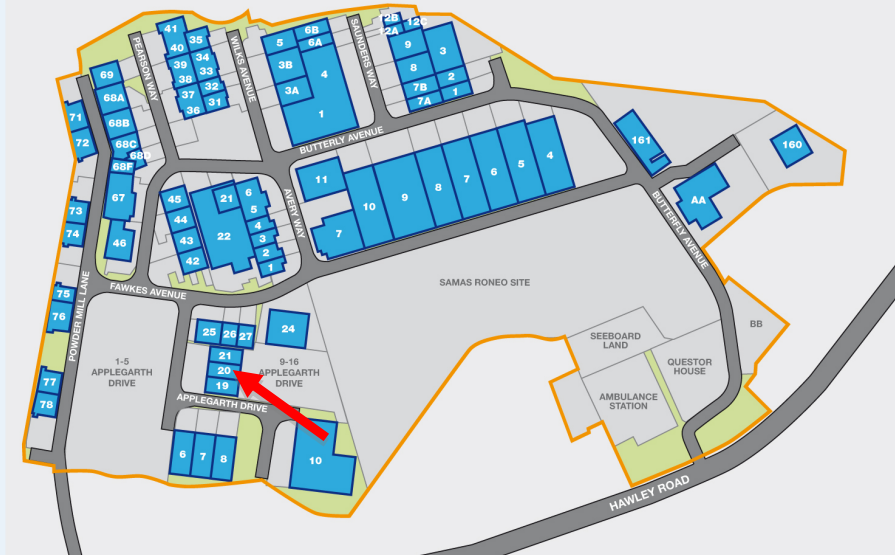 12B
12C
12A
41
35
40
34
39
33
38
32
37
31
36
5
6B
6A
3B
4
3A
1
9
3
8
2
7B
1
7A
PEARSON WAY
WILKS AVENUE
SAUNDERS WAY
69
68A
68B
68C
68D
68F
67
46
71
72
73
74
75
76
77
78
BUTTERLY AVENUE
161
160
AA
BUTTERFLY AVENUE
45
44
43
42
21
22
6
5
4
3
2
1
AVERY WAY
11
7
10
9
8
7
6
5
4
FAWKES AVENUE
POWDER MILL LANE
SAMAS RONEO SITE
25
26
27
24
21
20
19
1-5
APPLEGARTH
DRIVE
9-16
APPLEGARTH
DRIVE
APPLEGARTH DRIVE
6
7
8
10
SEEBOARD
LAND
BB
QUESTOR
HOUSE
AMBULANCE
STATION
HAWLEY ROAD